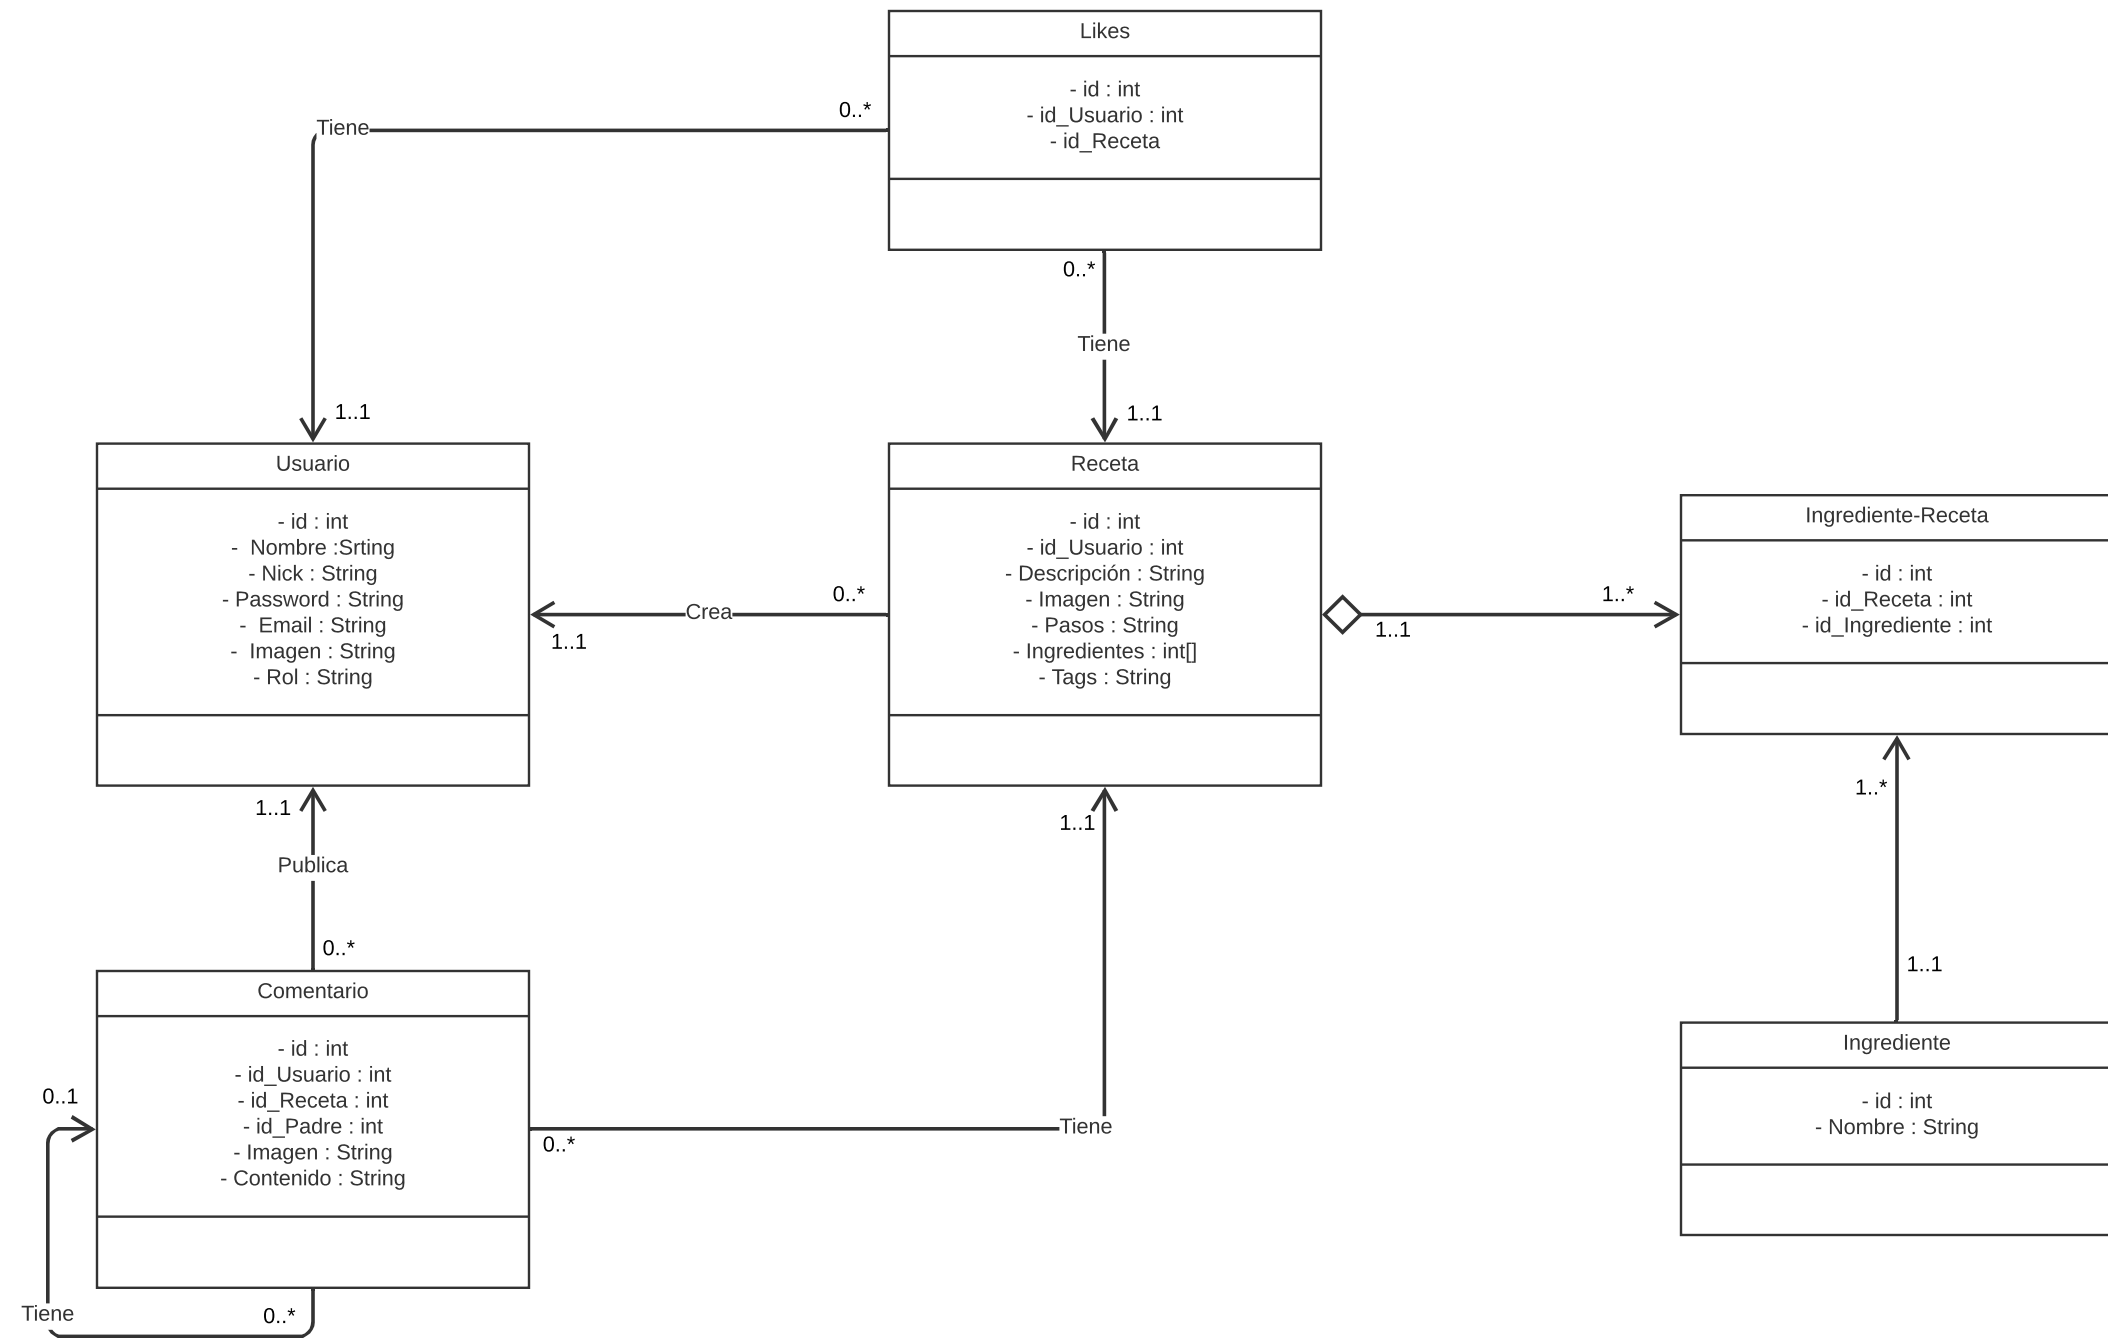 Likes
- id : int
- id_Usuario : int
- id_Receta
0..*
Tiene
1..1
0..*
Tiene
1..1
Usuario
- id : int
-  Nombre :Srting
- Nick : String
- Password : String
-  Email : String
-  Imagen : String
- Rol : String
1..1
Crea
0..*
Receta
- id : int
- id_Usuario : int
- Descripción : String
- Imagen : String
- Pasos : String
- Ingredientes : int[]
- Tags : String
1..1
1..*
Ingrediente-Receta
- id : int
- id_Receta : int
- id_Ingrediente : int
1..*
1..1
Ingrediente
- id : int
- Nombre : String
1..1
Publica
0..*
Comentario
- id : int
- id_Usuario : int
- id_Receta : int
- id_Padre : int
- Imagen : String
- Contenido : String
0..1
Tiene
0..*
0..*
Tiene
1..1